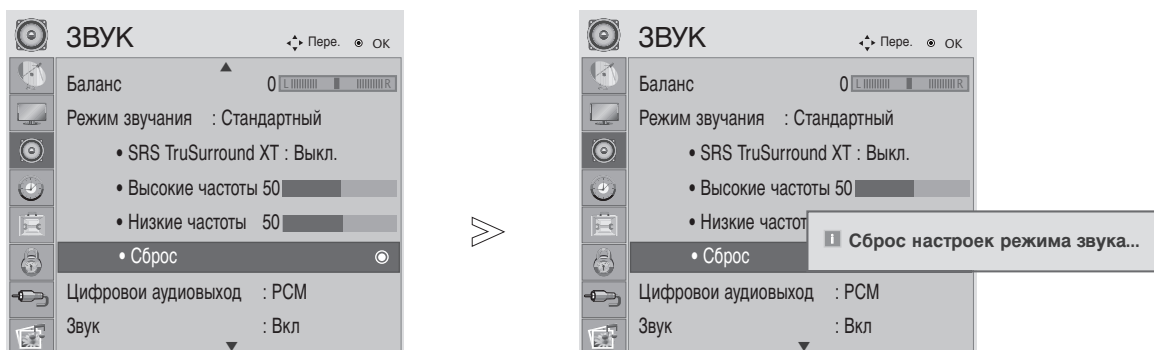 ЗВУК
Пере. OK
Баланс 0 L R
Режим звучания : Стандартный
• SRS TruSurround XT : Выкл.
• Высокие частоты 50
• Низкие частоты 50
• Сброс
Цифровои аудиовыход : PCM
Звук : Вкл
ЗВУК
Пере. OK
Баланс 0 L R
Режим звучания : Стандартный
• SRS TruSurround XT : Выкл.
• Высокие частоты 50
• Низкие частот
i Сброс настроек режима звука...
• Сброс
Цифровои аудиовыход : PCM
Звук : Вкл